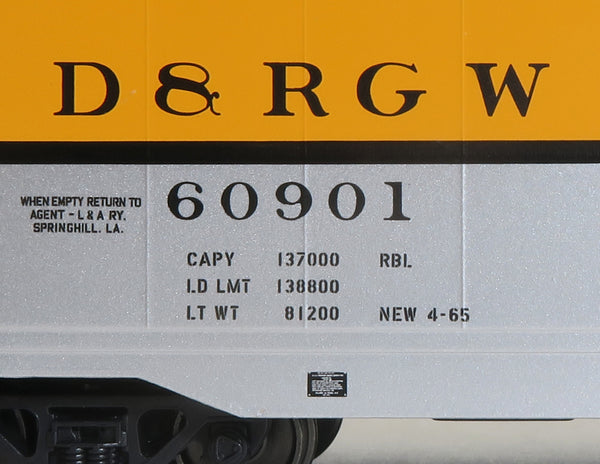 D & R G W
60901
WHEN EMPTY RETURN TO
AGENT - L & A RY.
SPRINGHILL. LA.
CAPY 137000 RBL
LD LMT 138800
LT WT 81200 NEW 4-65